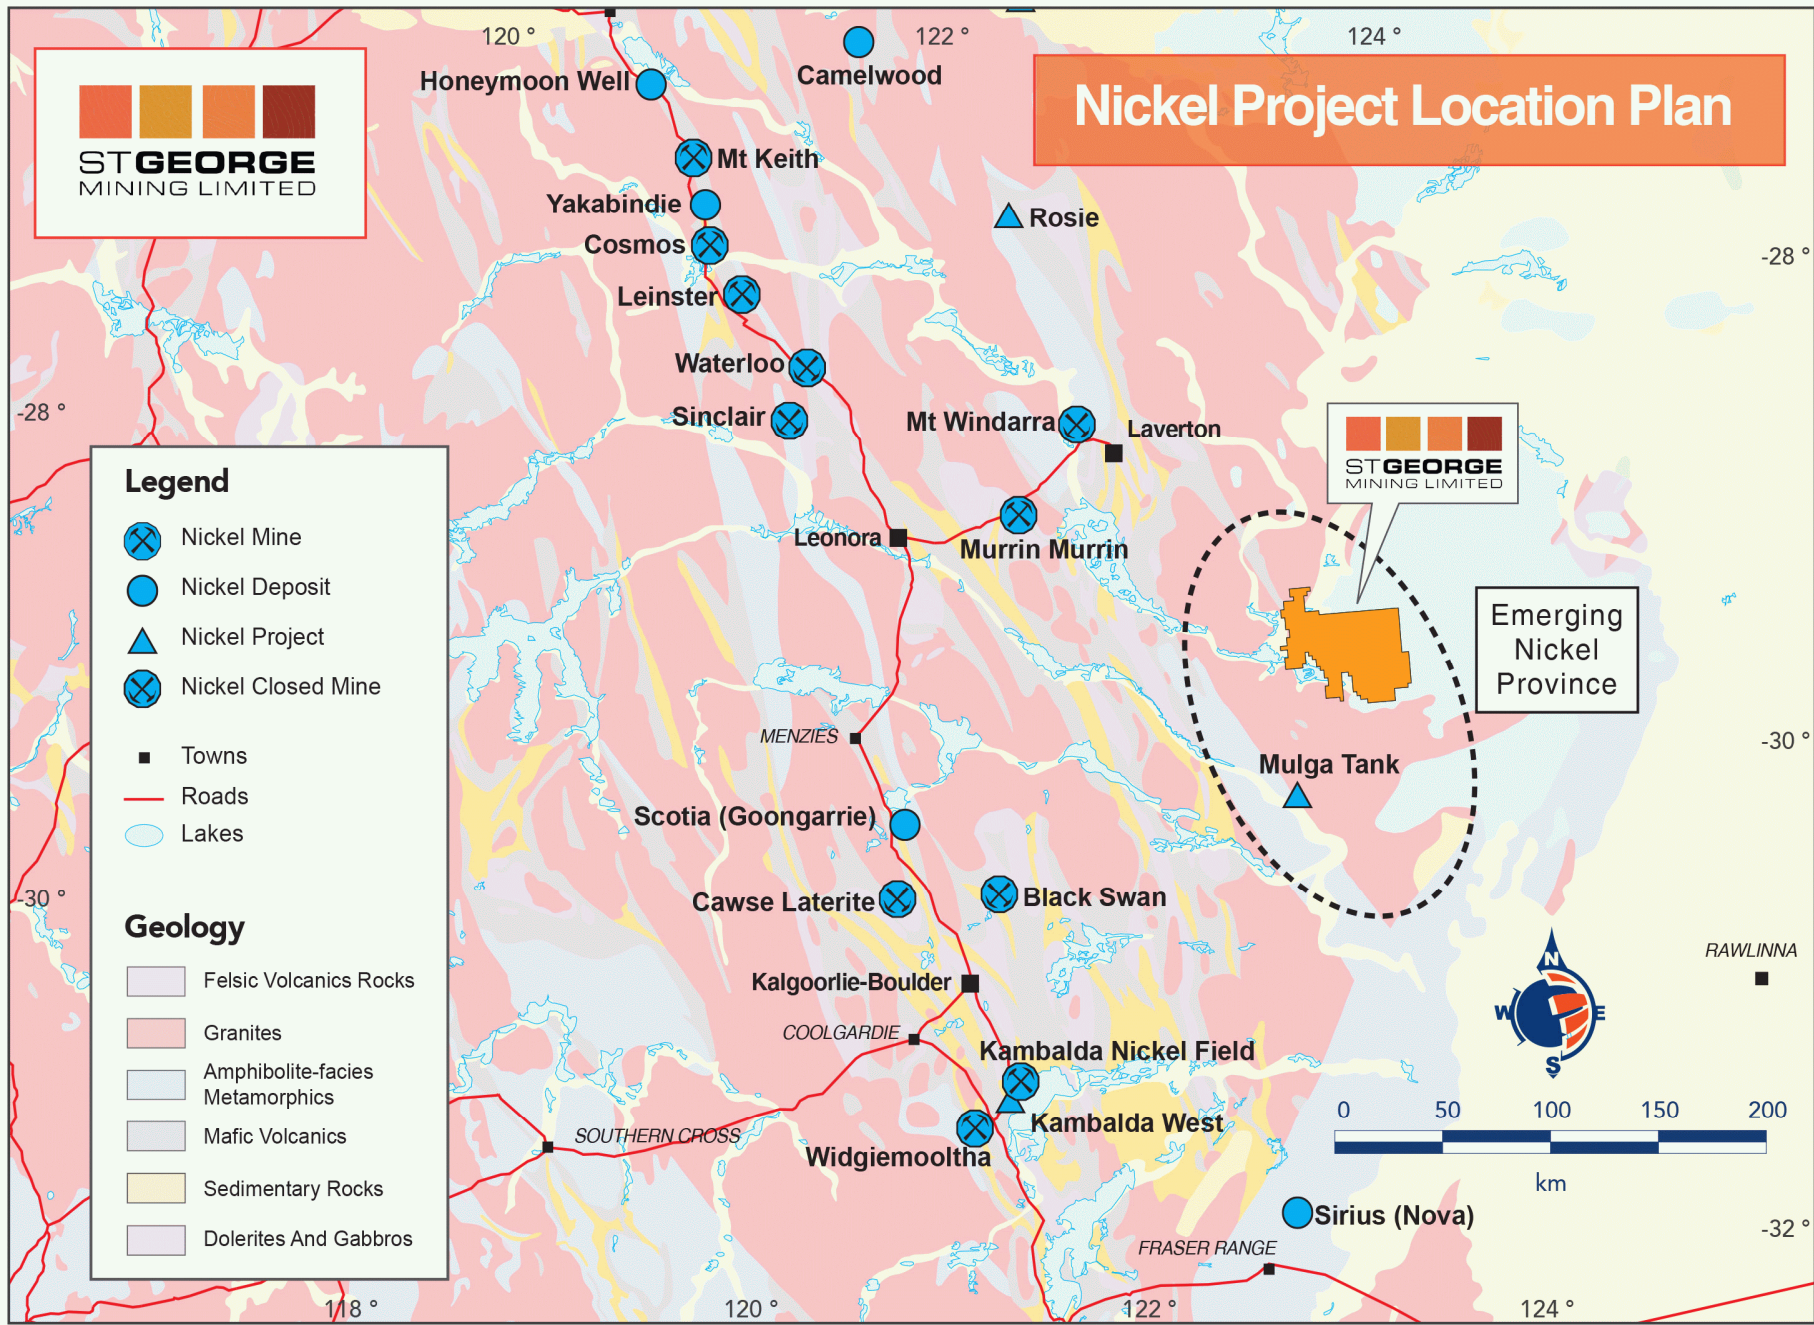 120 °
122 °
124 °
STGEORGE
MINING LIMITED
Nickel Project Location Plan
Honeymoon Well
Camelwood
Mt Keith
Yakabindie
Rosie
Cosmos
-28 °
Leinster
Waterloo
Sinclair
-28 °
Mt Windarra
Laverton
STGEORGE
MINING LIMITED
Leonora
Murrin Murrin
Emerging
Nickel
Province
MENZIES
-30 °
Mulga Tank
Scotia (Goongarrie)
-30 °
Cawse Laterite
Black Swan
RAWLINNA
Kalgoorlie-Boulder
COOLGARDIE
Kambalda Nickel Field
Kambalda West
SOUTHERN CROSS
Widgiemooltha
Sirius (Nova)
-32 °
FRASER RANGE
118 °
120 °
122 °
124 °
Legend
Nickel Mine
Nickel Deposit
Nickel Project
Nickel Closed Mine
Towns
Roads
Lakes
Geology
Felsic Volcanics Rocks
Granites
Amphibolite-facies
Metamorphics
Mafic Volcanics
Sedimentary Rocks
Dolerites And Gabbros
N
W E
S
0 50 100 150 200
km